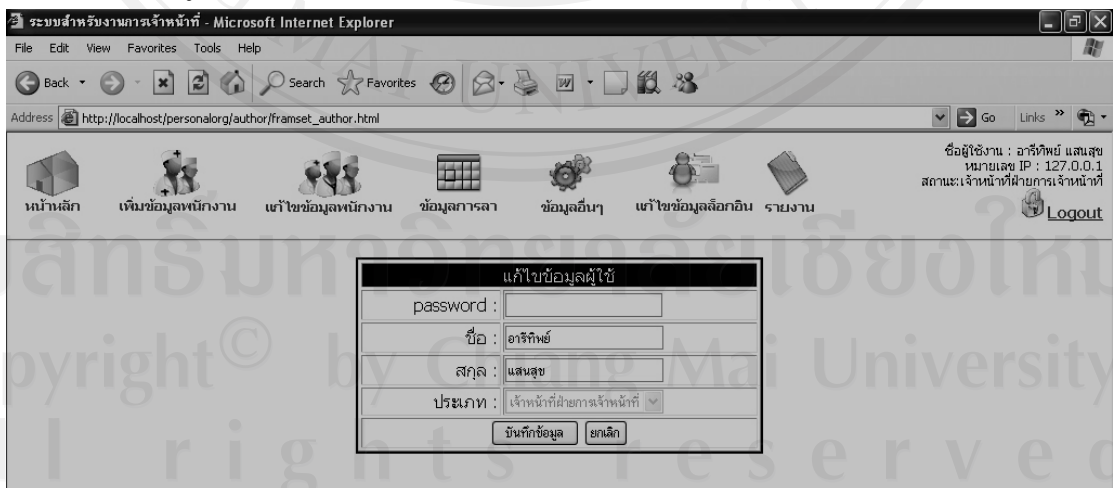 ระบบสำหรับงานการเจ้าหน้าที่ - Microsoft Internet Explorer
File Edit View Favorites Tools Help
Back Search Favorites
Address http://localhost/personalorg/author/framset_author.html Go Links »
ชื่อผู้ใช้งาน : อารีทิพย์ แสนสุข
หมายเลข IP : 127.0.0.1
สถานะ:เจ้าหน้าที่ฝ่ายการเจ้าหน้าที่
หน้าหลัก เพิ่มข้อมูลพนักงาน แก้ไขข้อมูลพนักงาน ข้อมูลการลา ข้อมูลอื่นๆ แก้ไขข้อมูลล็อกอิน รายงาน
Logout
แก้ไขข้อมูลผู้ใช้
password :
ชื่อ : อารีทิพย์
สกุล : แสนสุข
ประเภท : เจ้าหน้าที่ฝ่ายการเจ้าหน้าที่
บันทึกข้อมูล ยกเลิก
MAI UNIVER
ลิขสิทธิ์มหาวิทยาลัยเชียงใหม่
pyright© by Chiang Mai University
l rights reserved